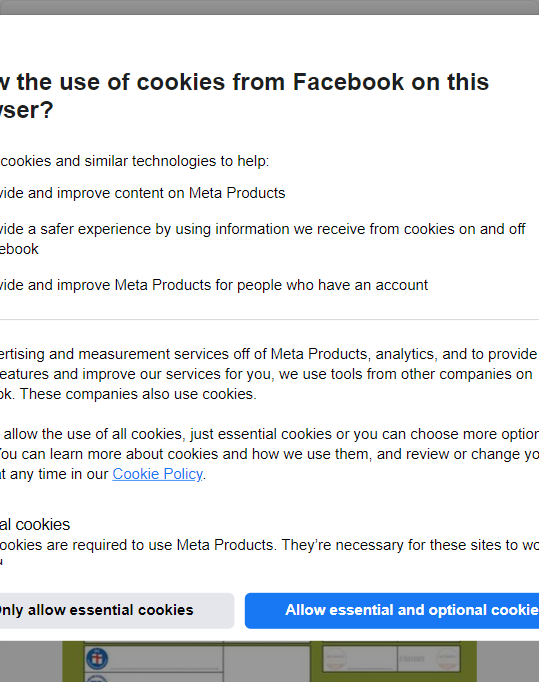 w the use of cookies from Facebook on this
ser?
cookies and similar technologies to help:
vide and improve content on Meta Products
vide a safer experience by using information we receive from cookies on and off
ebook
vide and improve Meta Products for people who have an account
ertising and measurement services off of Meta Products, analytics, and to provide
eatures and improve our services for you, we use tools from other companies on
ok. These companies also use cookies.
allow the use of all cookies, just essential cookies or you can choose more option
You can learn more about cookies and how we use them, and review or change yo
at any time in our Cookie Policy.
al cookies
ookies are required to use Meta Products. They’re necessary for these sites to wo
Only allow essential cookies
Allow essential and optional cookie